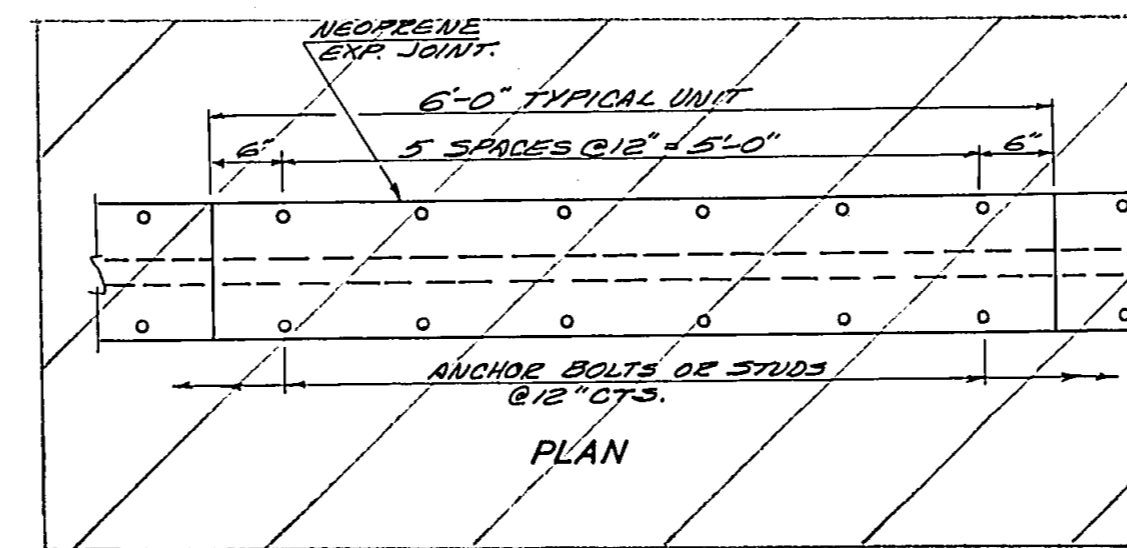 NEOPRENE
EXP. JOINT.
6'-0" TYPICAL UNIT
6" 5 SPACES @12" = 5'-0" 6"
ANCHOR BOLTS OR STUDS
@12" CTS.
PLAN